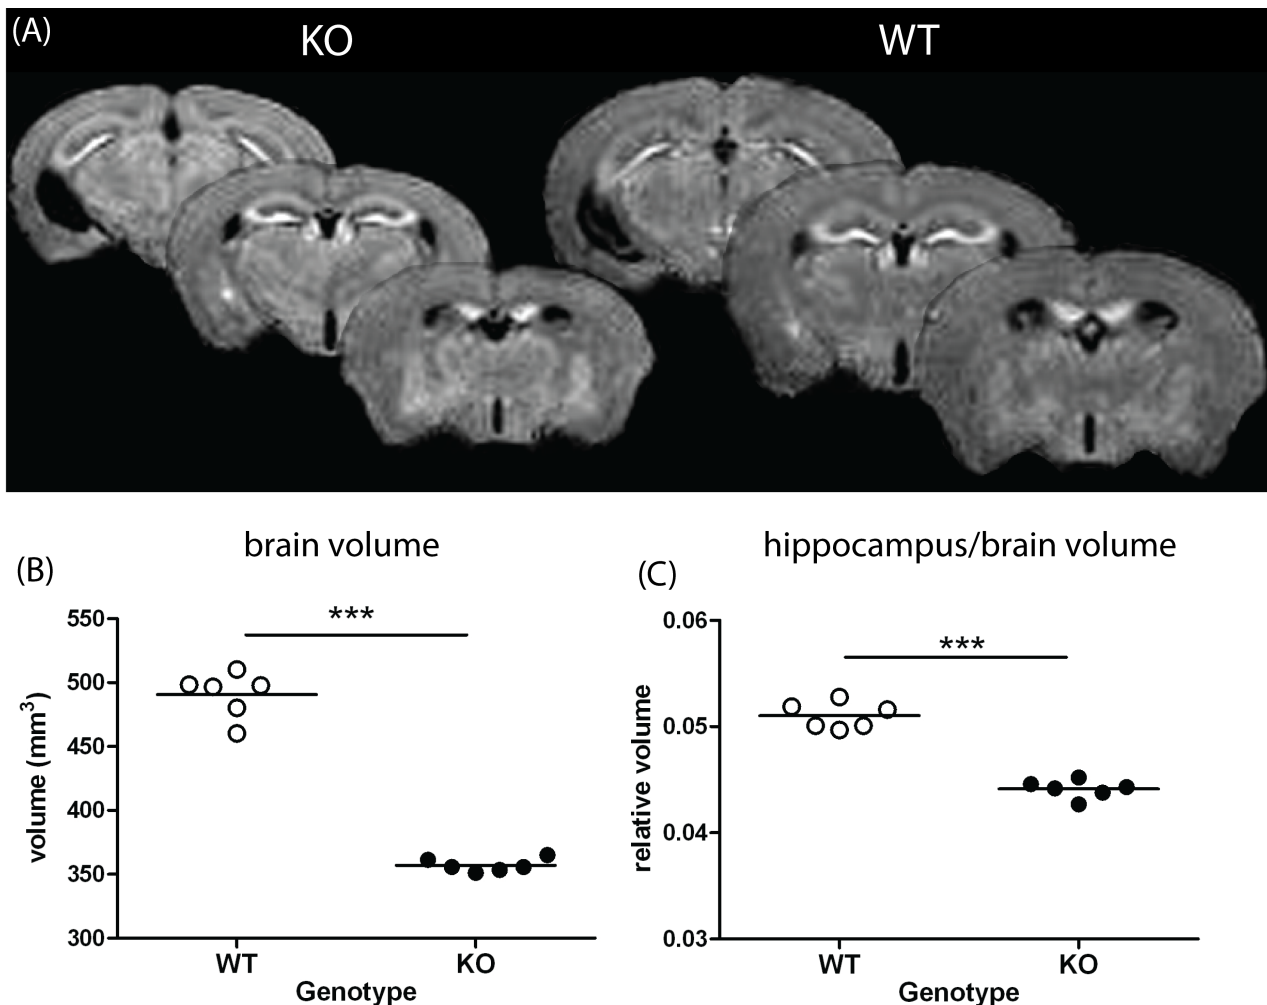 (A)
KO WT
brain volume
(B)
***
550
500
450
400
350
300
volume (mm³)
WT KO
Genotype
hippocampus/brain volume
(C)
***
0.06
0.05
0.04
0.03
relative volume
WT KO
Genotype